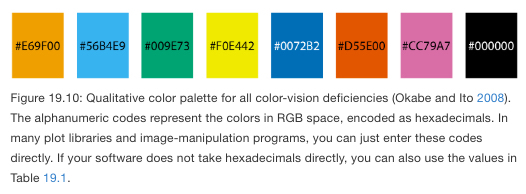 #E69F00 #56B4E9 #009E73 #F0E442 #0072B2 #D55E00 #CC79A7 #000000
Figure 19.10: Qualitative color palette for all color-vision deficiencies (Okabe and Ito 2008).
The alphanumeric codes represent the colors in RGB space, encoded as hexadecimals. In
many plot libraries and image-manipulation programs, you can just enter these codes
directly. If your software does not take hexadecimals directly, you can also use the values in
Table 19.1.